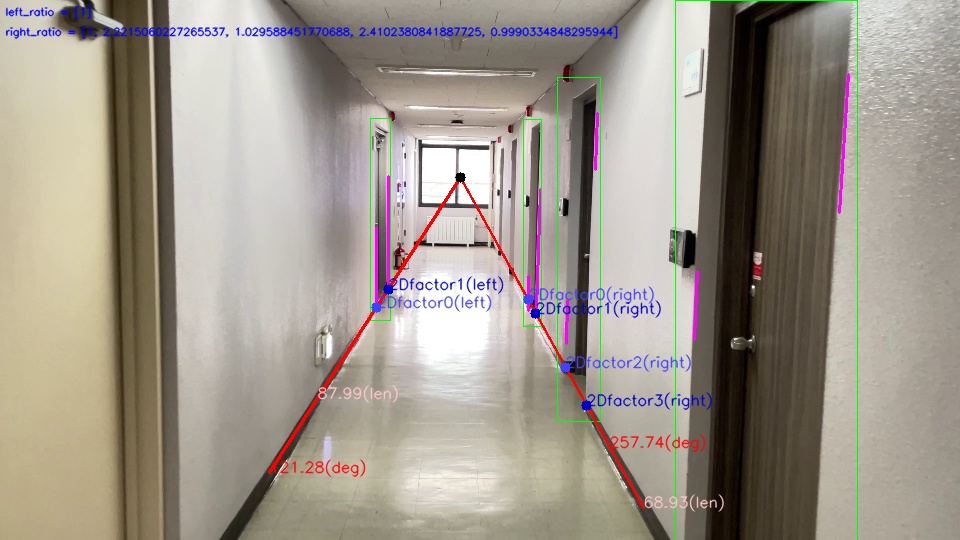 left_ratio = [1]
right_ratio = [1, 2.2215060227265537, 1.029588451770688, 2.4102380841887725, 0.9990334848295944]
2Dfactor1(left)
2Dfactor0(left)
2Dfactor0(right)
2Dfactor1(right)
2Dfactor2(right)
87.99(len)
2Dfactor3(right)
257.74(deg)
21.28(deg)
68.93(len)